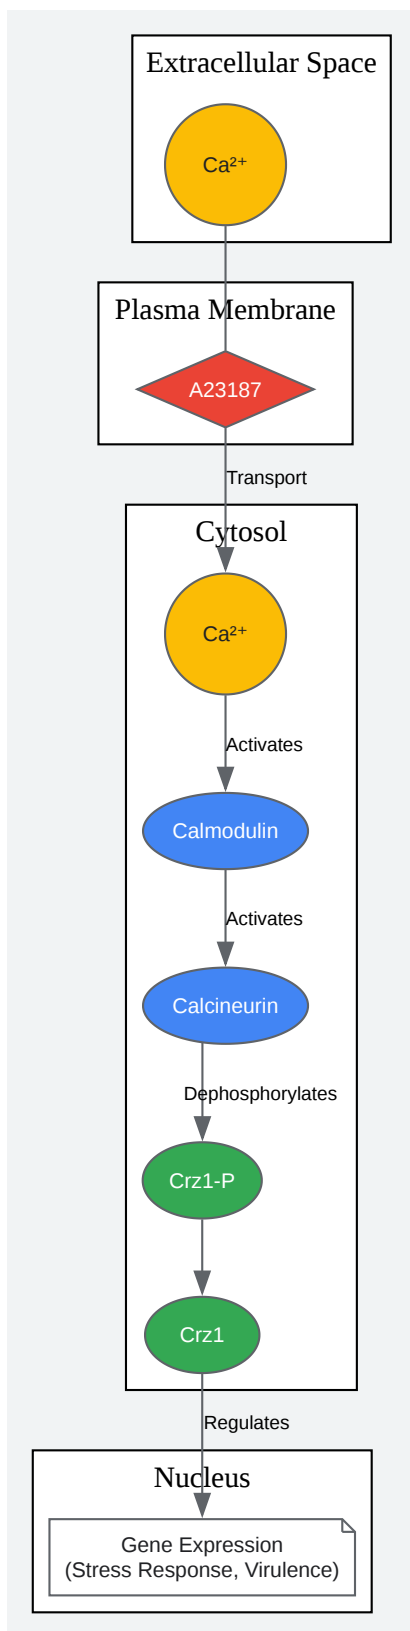 Extracellular Space
Ca²⁺
Plasma Membrane
A23187
Transport
Cytosol
Ca²⁺
Activates
Calmodulin
Activates
Calcineurin
Dephosphorylates
Crz1-P
Crz1
Regulates
Nucleus
Gene Expression
(Stress Response, Virulence)